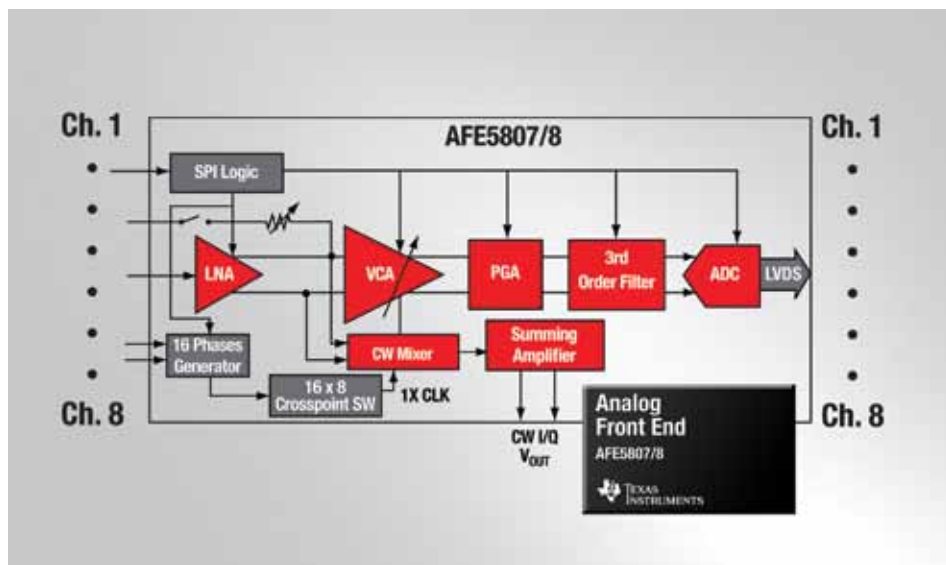 Ch. 1
AFE5807/8
Ch. 1
SPI Logic
LNA
VCA
PGA
3rd
Order Filter
ADC
LVDS
16 Phases
Generator
CW Mixer
Summing
Amplifier
16 x 8
Crosspoint SW
1X CLK
Ch. 8
CW I/Q
VOUT
Analog
Front End
AFE5807/8
Texas
Instruments
Ch. 8